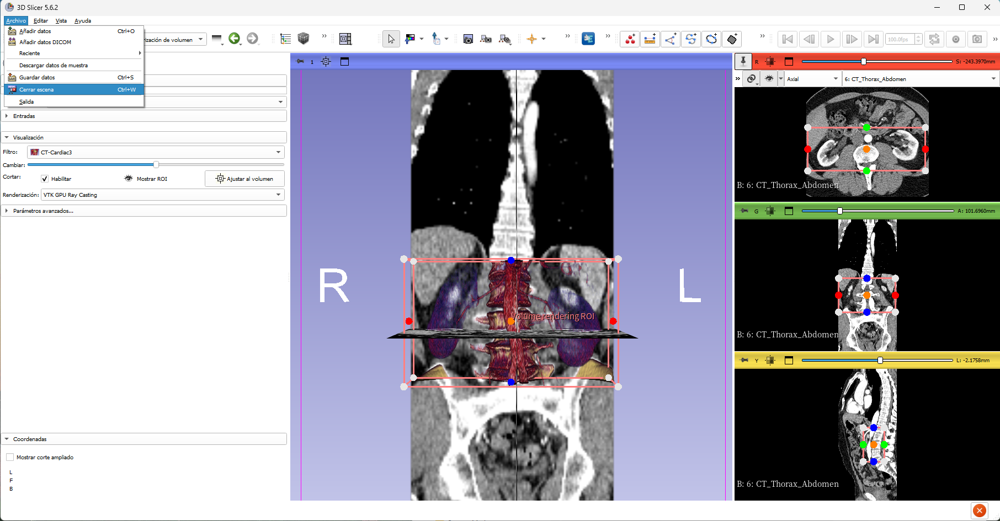 3D Slicer 5.6.2
Archivo Editar Vista Ayuda
Añadir datos Ctrl+O
Añadir datos DICOM
Reciente
Descargar datos de muestra
Guardar datos Ctrl+S
Cerrar escena Ctrl+W
Salida
ización de volumen
100.0fps
Entradas
Visualización
Filtro: CT-Cardiac3
Cambiar:
Cortar: Habilitar Mostrar ROI Ajustar al volumen
Renderización: VTK GPU Ray Casting
Parámetros avanzados...
Coordenadas
Mostrar corte ampliado
L
F
B
1
R
L
Volume rendering ROI
R S: -243.3970mm
Axial 6: CT_Thorax_Abdomen
B: 6: CT_Thorax_Abdomen
G A: 101.6960mm
B: 6: CT_Thorax_Abdomen
Y L: -2.1758mm
B: 6: CT_Thorax_Abdomen